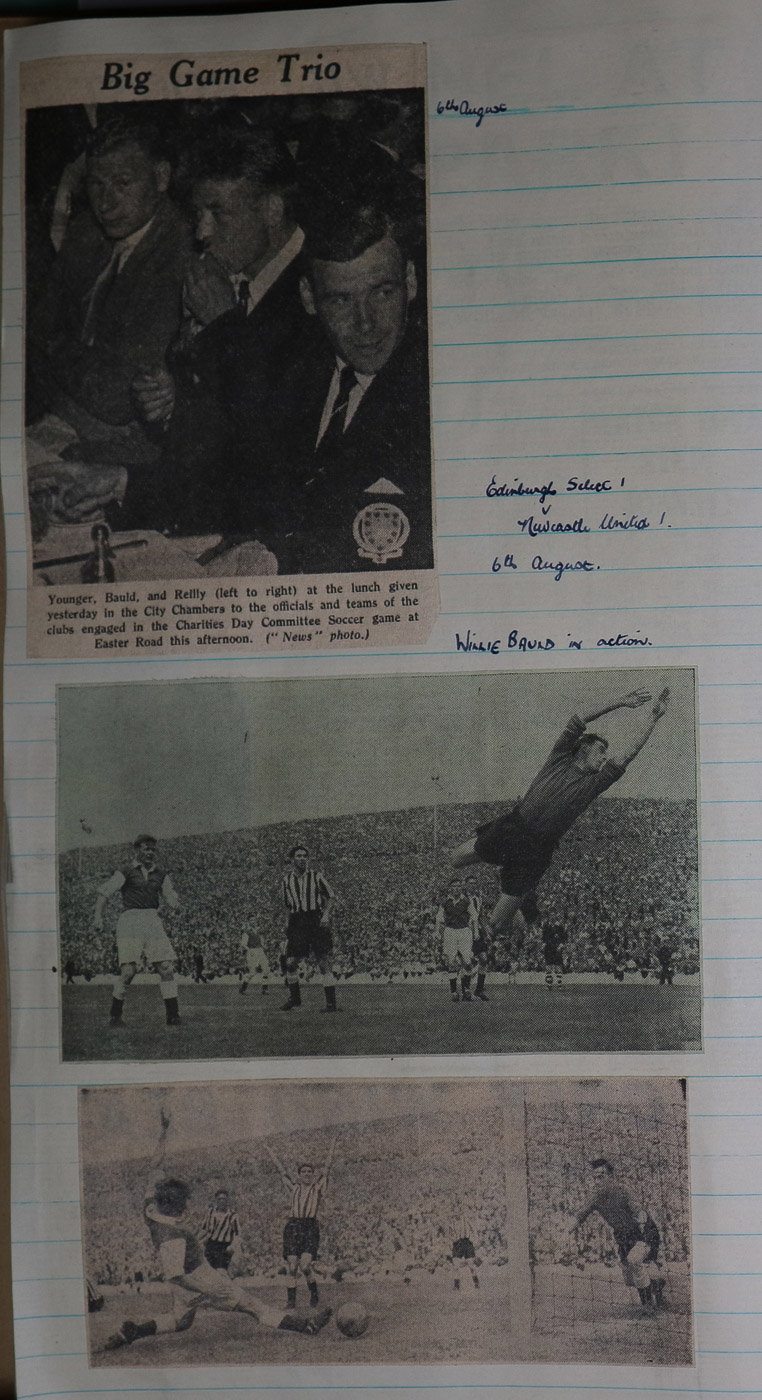 Big Game Trio
6th August
Younger, Bauld, and Reilly (left to right) at the lunch given
yesterday in the City Chambers to the officials and teams of the
clubs engaged in the Charities Day Committee Soccer game at
Easter Road this afternoon. ("News" photo.)
Edinburgh Select 1
v
Newcastle United 1.
6th August.
Willie Bauld in action.